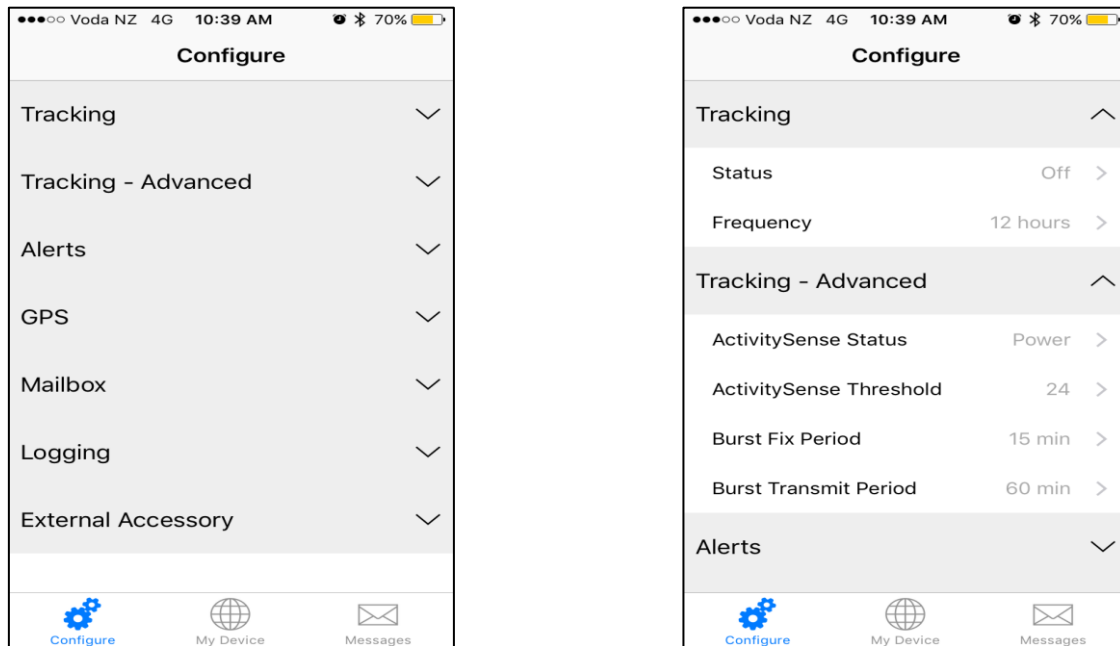 Voda NZ 4G 10:39 AM 70%
Configure
Tracking
Tracking - Advanced
Alerts
GPS
Mailbox
Logging
External Accessory
Configure My Device Messages
Voda NZ 4G 10:39 AM 70%
Configure
Tracking
Status Off >
Frequency 12 hours >
Tracking - Advanced
ActivitySense Status Power >
ActivitySense Threshold 24 >
Burst Fix Period 15 min >
Burst Transmit Period 60 min >
Alerts
Configure My Device Messages